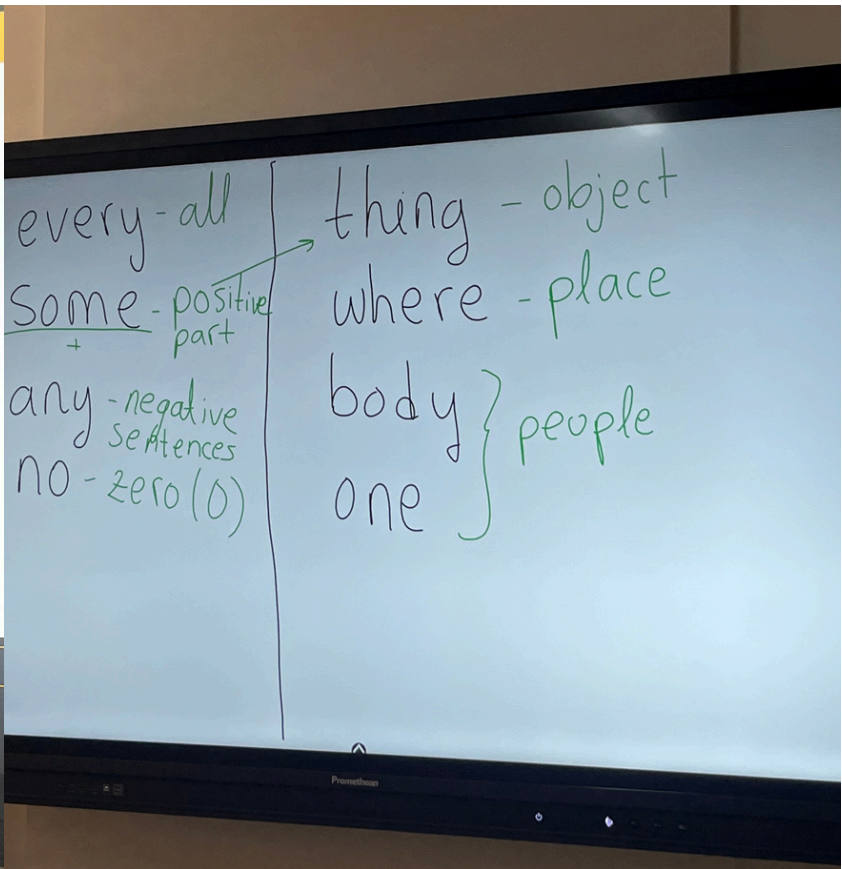 every - all
some - positive
+
part
any - negative
sentences
no - zero (0)
thing - object
where - place
body
one
people
Promethean